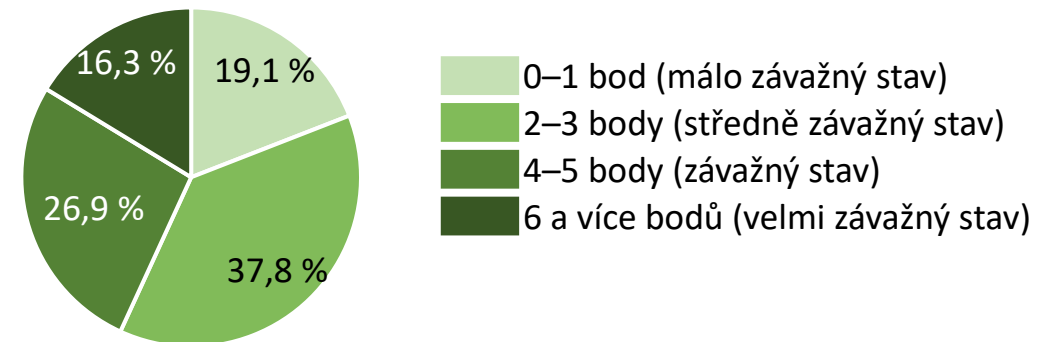 16,3 %
19,1 %
26,9 %
37,8 %
0–1 bod (málo závažný stav)
2–3 body (středně závažný stav)
4–5 body (závažný stav)
6 a více bodů (velmi závažný stav)